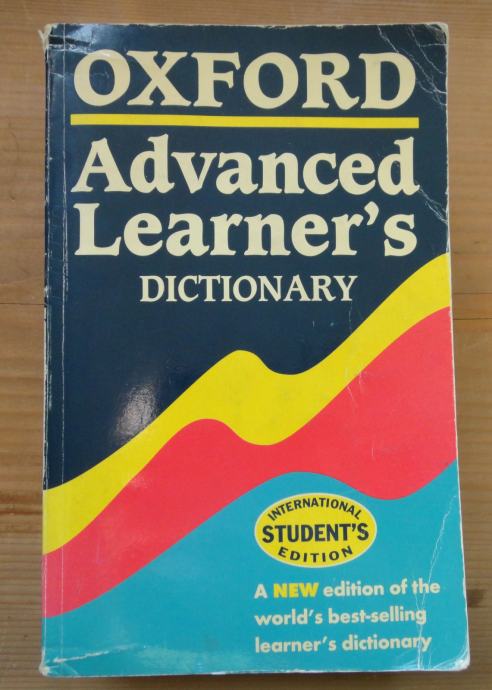 OXFORD
Advanced
Learner's
DICTIONARY
INTERNATIONAL
STUDENT'S
EDITION
A NEW edition of the
world's best-selling
learner's dictionary